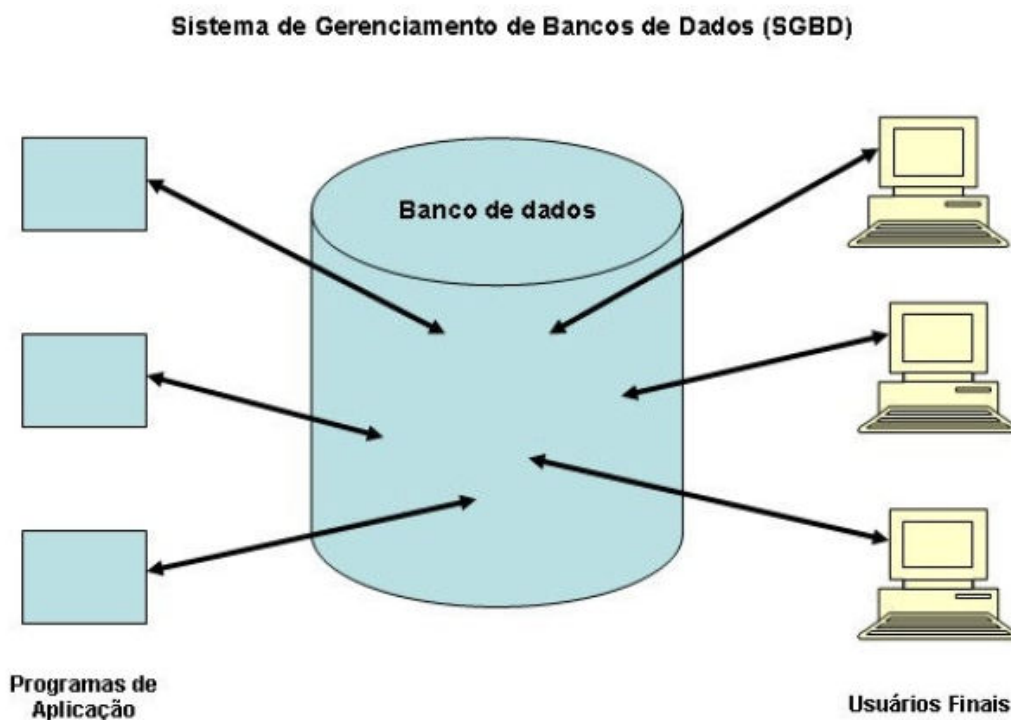 Sistema de Gerenciamento de Bancos de Dados (SGBD)
Banco de dados
Programas de
Aplicação
Usuários Finais